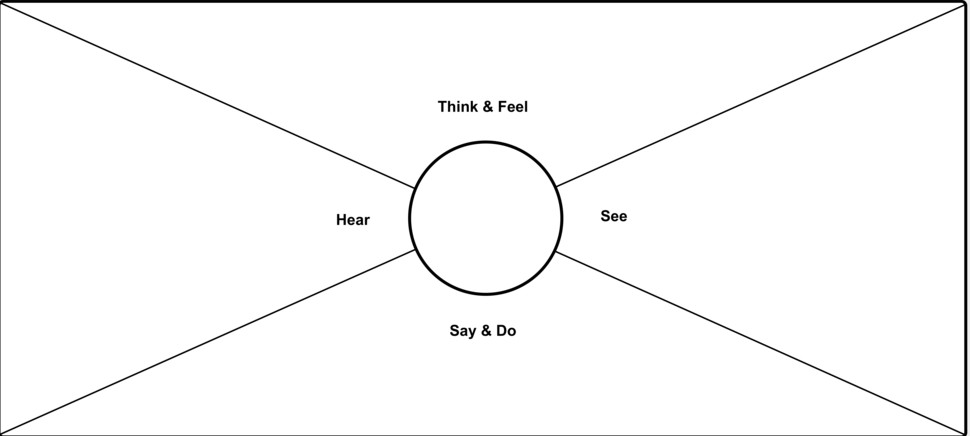 Think & Feel
Hear
See
Say & Do